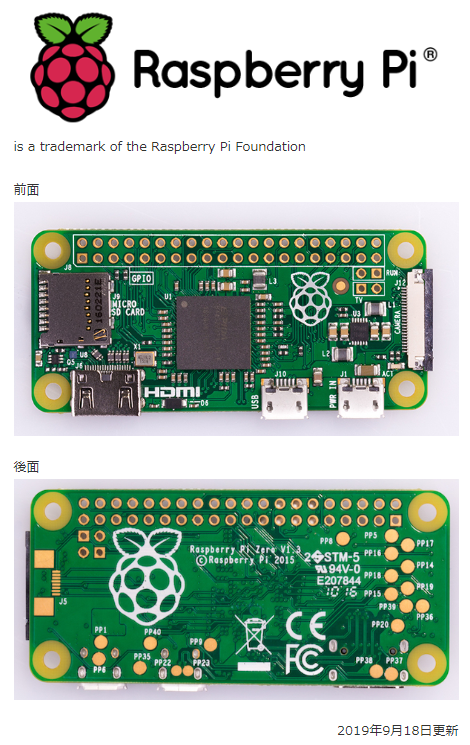 Raspberry Pi®
is a trademark of the Raspberry Pi Foundation
前面
J8
GPIO
RUN
J9
MICRO
SD CARD
U1
L3
TV
J12
L1
U3
CAMERA
L2
X1
D5
U8
J6
HDMI
D6
USB
J10
PWR IN
J1
ACT
後面
Raspberry Pi Zero V1.3
©Raspberry Pi 2015
STM-5
94V-0
E207844
1016
PP8
PP5
PP17
PP16
PP14
PP18
PP19
PP15
PP39
PP36
PP20
J5
PP1
PP40
PP9
PP6
PP35
PP22
PP23
CE
FC
PP38
PP37
2019年9月18日更新